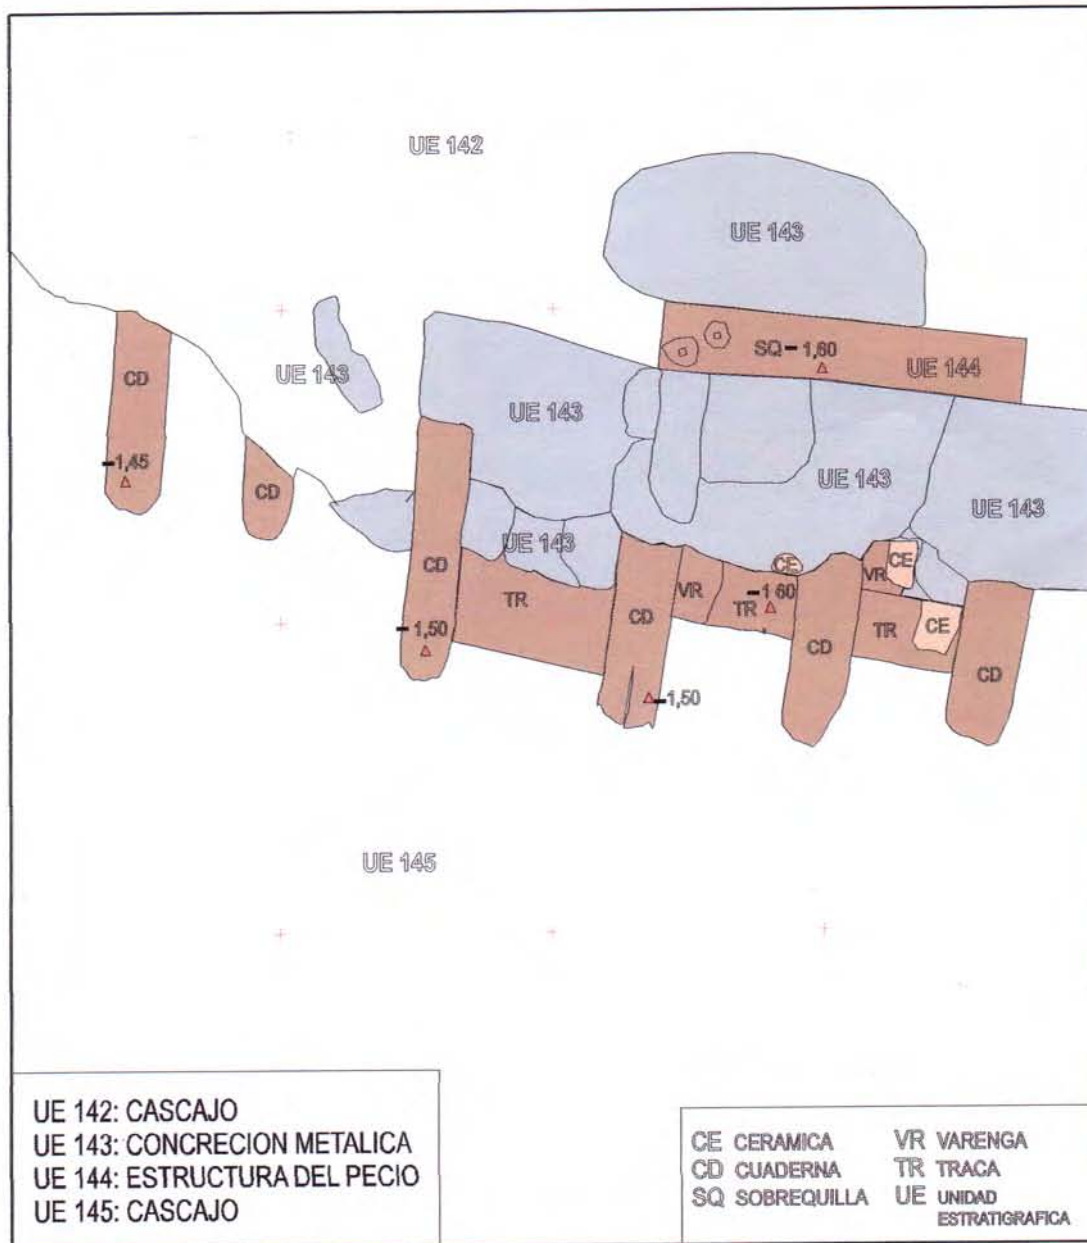 UE 142
UE 143
SQ
1,60
UE 144
CD
UE 143
UE 143
1,45
UE 143
UE 143
CD
UE 143
CD
TR
CD
VR
TR
1 60
CE
CD
VR
CE
TR
CE
CD
1,50
1,50
UE 145
UE 142: CASCAJO
UE 143: CONCRECION METALICA
UE 144: ESTRUCTURA DEL PECIO
UE 145: CASCAJO
CE CERAMICA
CD CUADERNA
SQ SOBREQUILLA
VR VARENGA
TR TRACA
UE UNIDAD
ESTRATIGRAFICA